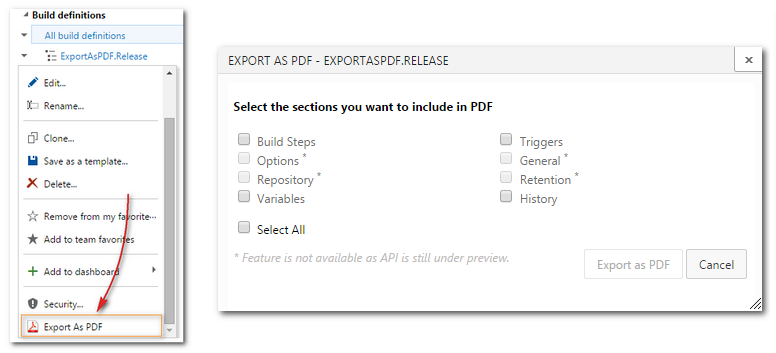 Build definitions
All build definitions
ExportAsPDF.Release
Edit...
Rename...
Clone...
Save as a template...
Delete...
Remove from my favorite...
Add to team favorites
Add to dashboard
Security...
Export As PDF
EXPORT AS PDF - EXPORTASPDF.RELEASE
x
Select the sections you want to include in PDF
Build Steps Triggers
Options * General *
Repository * Retention *
Variables History
Select All
* Feature is not available as API is still under preview.
Export as PDF Cancel